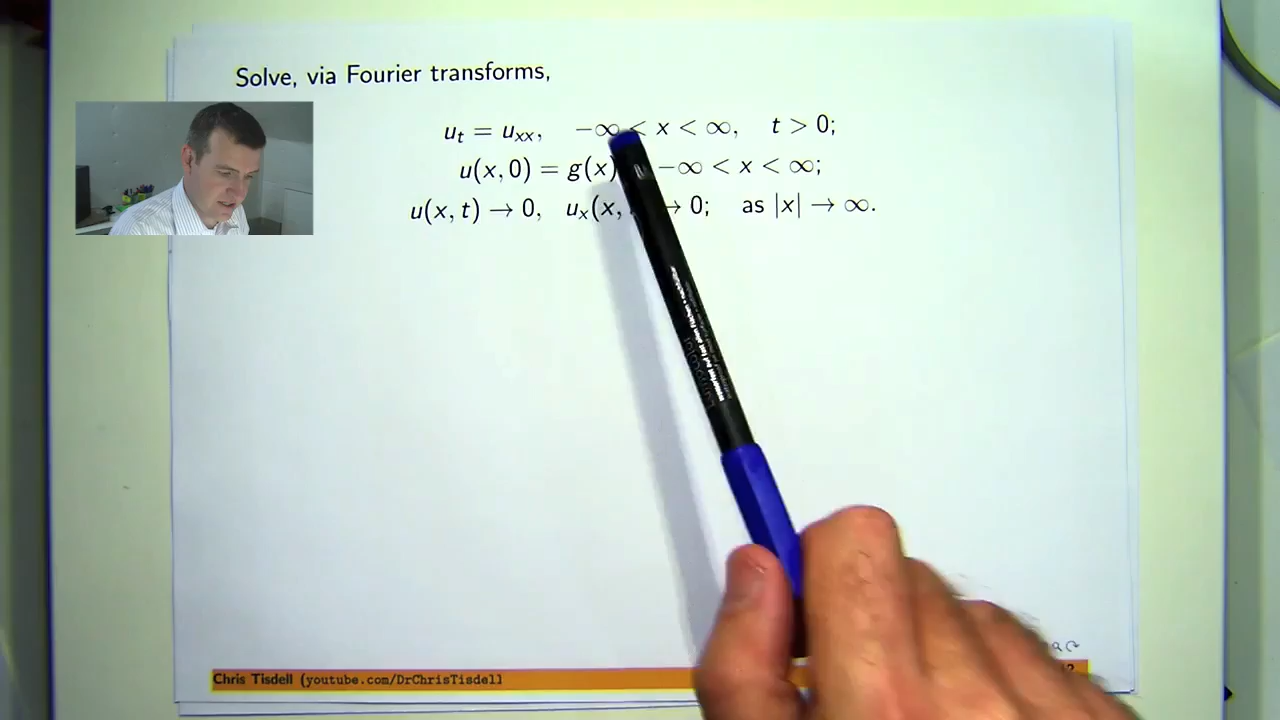 Solve, via Fourier transforms,
u_t = u_xx, −∞ < x < ∞, t > 0;
u(x, 0) = g(x) −∞ < x < ∞;
u(x, t) → 0, u_x(x, → 0; as |x| → ∞.
Chris Tisdell (youtube.com/DrChrisTisdell